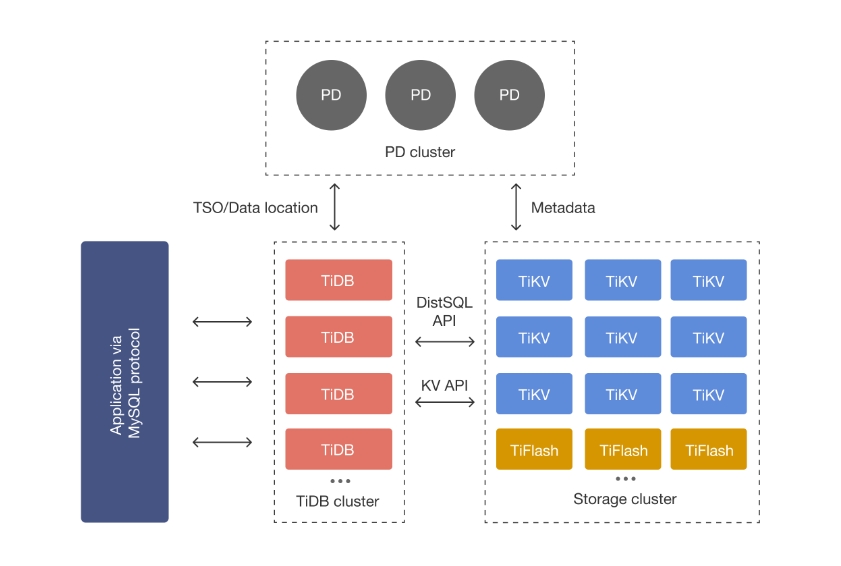 PD PD PD
PD cluster
TSO/Data location
Metadata
Application via
MySQL protocol
TiDB
TiDB
TiDB
TiDB
•••
TiDB cluster
DistSQL
API
KV API
TiKV TiKV TiKV
TiKV TiKV TiKV
TiKV TiKV TiKV
TiFlash TiFlash TiFlash
•••
Storage cluster